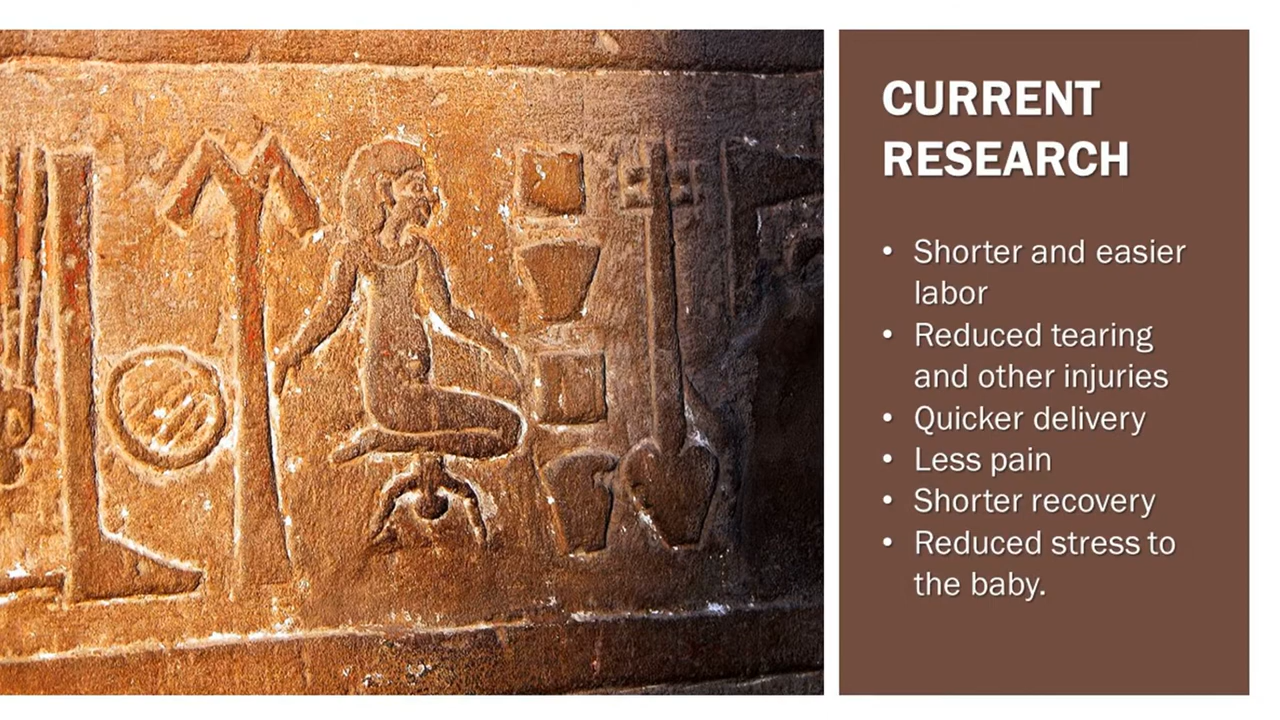 CURRENT
RESEARCH
• Shorter and easier
labor
• Reduced tearing
and other injuries
• Quicker delivery
• Less pain
• Shorter recovery
• Reduced stress to
the baby.